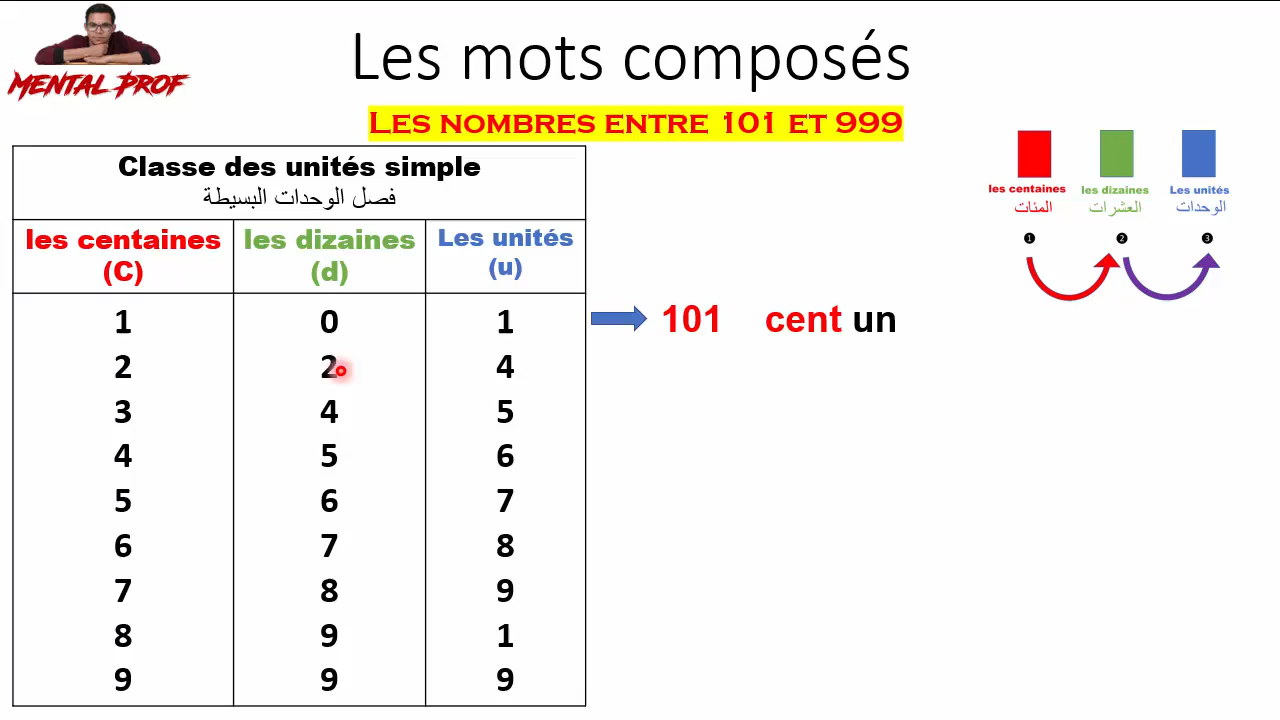 MENTAL PROF
Les mots composés
LES NOMBRES ENTRE 101 ET 999
Classe des unités simple
فصل الوحدات البسيطة
les centaines (C) les dizaines (d) Les unités (u)
1 0 1
2 2 4
3 4 5
4 5 6
5 6 7
6 7 8
7 8 9
8 9 1
9 9 9
101 cent un
les centaines les dizaines Les unités
المئات العشرات الوحدات
❶ ❷ ❸